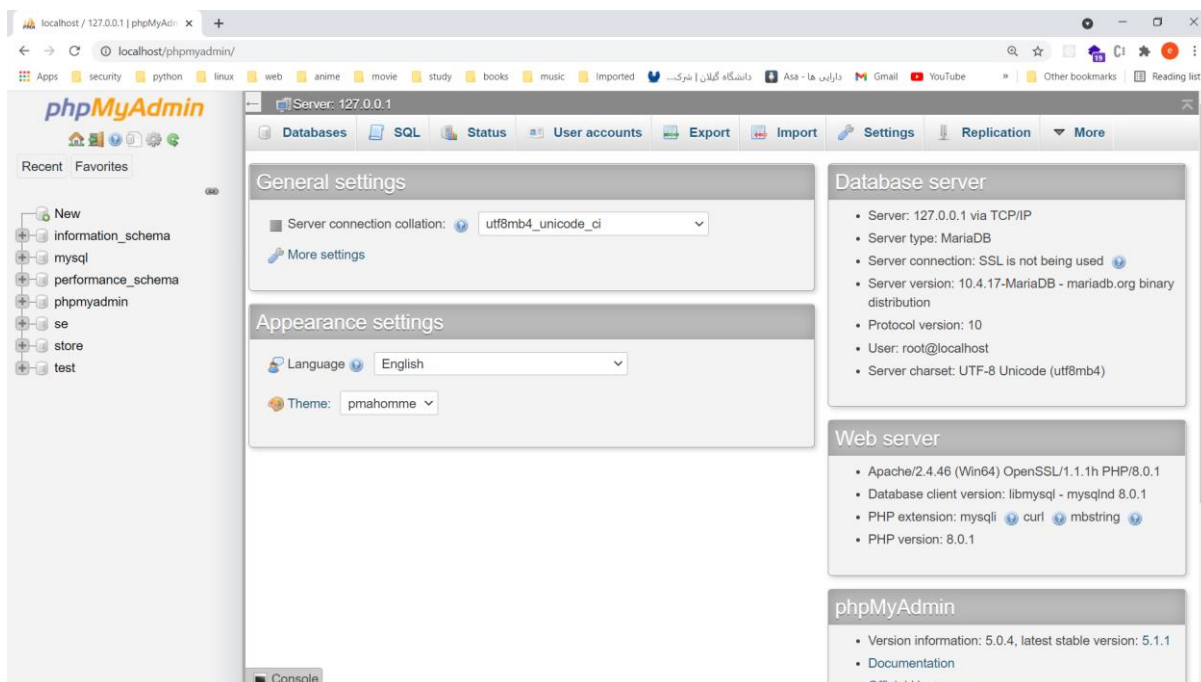 localhost / 127.0.0.1 | phpMyAdn
localhost/phpmyadmin/
19
e
Apps security python linux web anime movie study books music Imported دانشگاه گیلان | شرک... Asa - دارایی ها Gmail YouTube » Other bookmarks Reading list
phpMyAdmin
Recent Favorites
New
information_schema
mysql
performance_schema
phpmyadmin
se
store
test
Server: 127.0.0.1
Databases SQL Status User accounts Export Import Settings Replication More
General settings
Server connection collation: utf8mb4_unicode_ci
More settings
Appearance settings
Language English
Theme: pmahomme
Console
Database server
• Server: 127.0.0.1 via TCP/IP
• Server type: MariaDB
• Server connection: SSL is not being used
• Server version: 10.4.17-MariaDB - mariadb.org binary
distribution
• Protocol version: 10
• User: root@localhost
• Server charset: UTF-8 Unicode (utf8mb4)
Web server
• Apache/2.4.46 (Win64) OpenSSL/1.1.1h PHP/8.0.1
• Database client version: libmysql - mysqlnd 8.0.1
• PHP extension: mysqli curl mbstring
• PHP version: 8.0.1
phpMyAdmin
• Version information: 5.0.4, latest stable version: 5.1.1
• Documentation